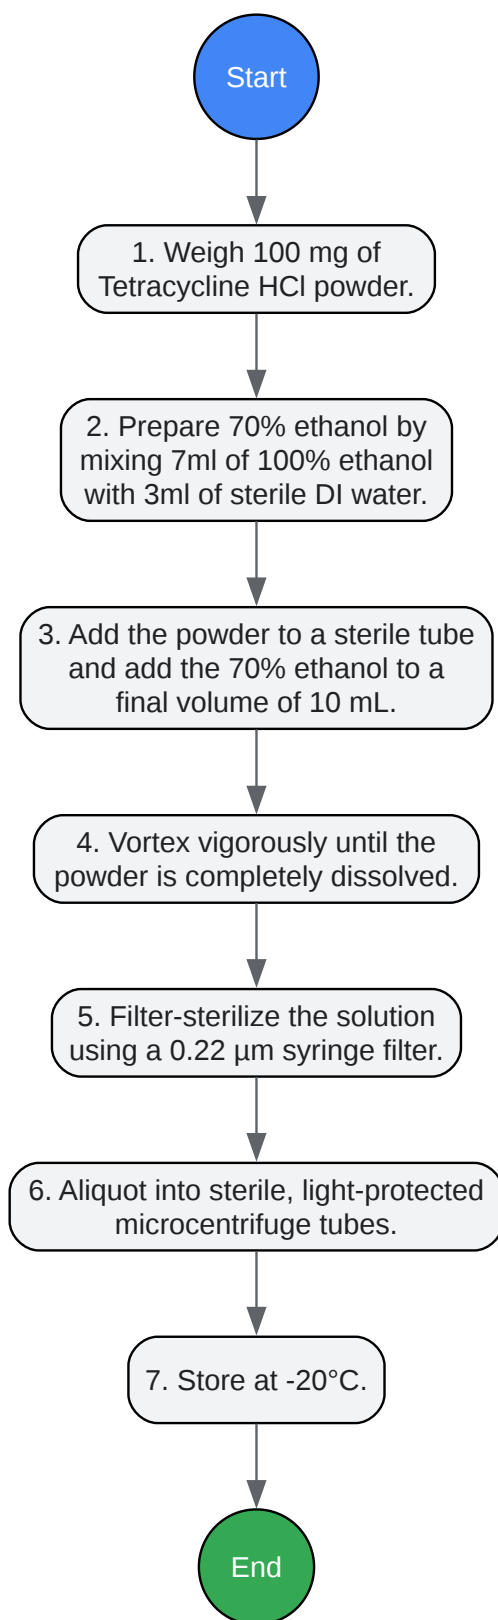 Start
1. Weigh 100 mg of
Tetracycline HCl powder.
2. Prepare 70% ethanol by
mixing 7ml of 100% ethanol
with 3ml of sterile DI water.
3. Add the powder to a sterile tube
and add the 70% ethanol to a
final volume of 10 mL.
4. Vortex vigorously until the
powder is completely dissolved.
5. Filter-sterilize the solution
using a 0.22 µm syringe filter.
6. Aliquot into sterile, light-protected
microcentrifuge tubes.
7. Store at -20°C.
End